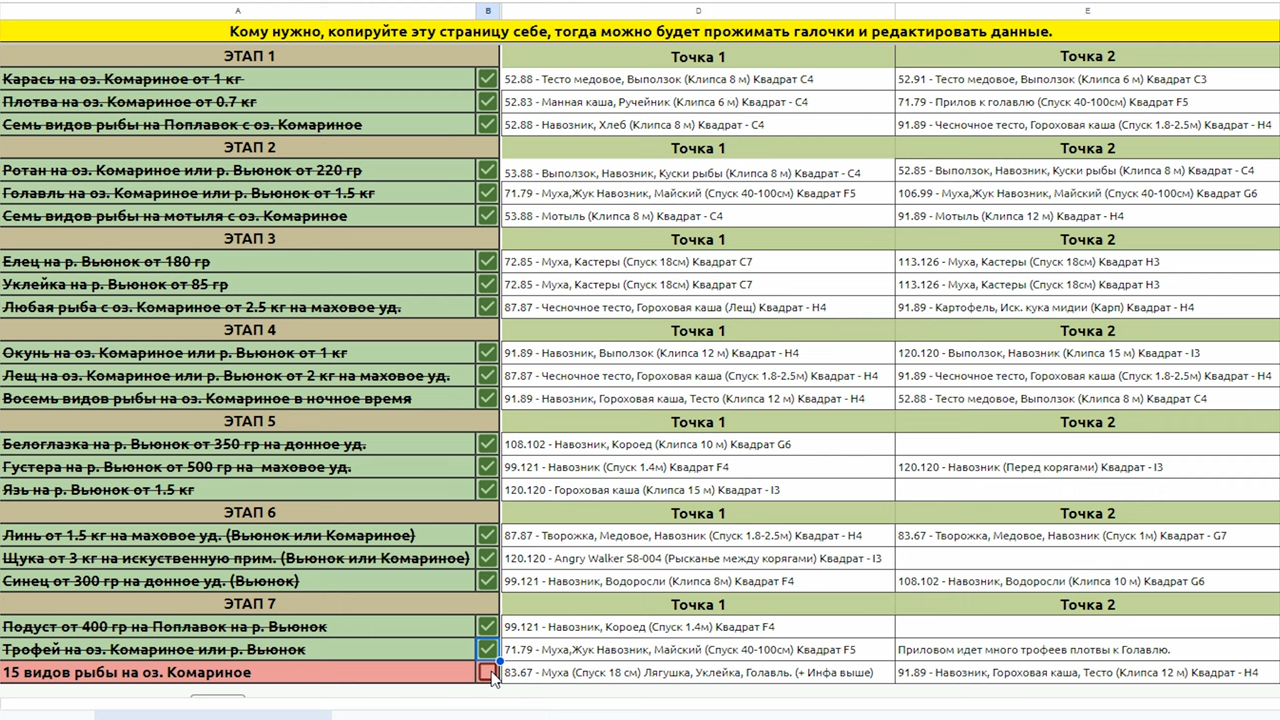 A B D E
Кому нужно, копируйте эту страницу себе, тогда можно будет прожимать галочки и редактировать данные.
ЭТАП 1 Точка 1 Точка 2
Карась на оз. Комариное от 1 кг 52.88 - Тесто медовое, Выползок (Клипса 8 м) Квадрат С4 52.91 - Тесто медовое, Выползок (Клипса 6 м) Квадрат С3
Плотва на оз. Комариное от 0.7 кг 52.83 - Манная каша, Ручейник (Клипса 6 м) Квадрат - С4 71.79 - Прилов к голавлю (Спуск 40-100см) Квадрат F5
Семь видов рыбы на Поплавок с оз. Комариное 52.88 - Навозник, Хлеб (Клипса 8 м) Квадрат - С4 91.89 - Чесночное тесто, Гороховая каша (Спуск 1.8-2.5м) Квадрат - H4
ЭТАП 2 Точка 1 Точка 2
Ротан на оз. Комариное или р. Вьюнок от 220 гр 53.88 - Выползок, Навозник, Куски рыбы (Клипса 8 м) Квадрат - С4 52.85 - Выползок, Навозник, Куски рыбы (Клипса 8 м) Квадрат - С4
Голавль на оз. Комариное или р. Вьюнок от 1.5 кг 71.79 - Муха,Жук Навозник, Майский (Спуск 40-100см) Квадрат F5 106.99 - Муха,Жук Навозник, Майский (Спуск 40-100см) Квадрат G6
Семь видов рыбы на мотыля с оз. Комариное 53.88 - Мотыль (Клипса 8 м) Квадрат - С4 91.89 - Мотыль (Клипса 12 м) Квадрат - H4
ЭТАП 3 Точка 1 Точка 2
Елец на р. Вьюнок от 180 гр 72.85 - Муха, Кастеры (Спуск 18см) Квадрат С7 113.126 - Муха, Кастеры (Спуск 18см) Квадрат H3
Уклейка на р. Вьюнок от 85 гр 72.85 - Муха, Кастеры (Спуск 18см) Квадрат С7 113.126 - Муха, Кастеры (Спуск 18см) Квадрат H3
Любая рыба с оз. Комариное от 2.5 кг на маховое уд. 87.87 - Чесночное тесто, Гороховая каша (Лещ) Квадрат - H4 91.89 - Картофель, Иск. кука мидии (Карп) Квадрат - H4
ЭТАП 4 Точка 1 Точка 2
Окунь на оз. Комариное или р. Вьюнок от 1 кг 91.89 - Навозник, Выползок (Клипса 12 м) Квадрат - H4 120.120 - Выползок, Навозник (Клипса 15 м) Квадрат - I3
Лещ на оз. Комариное или р. Вьюнок от 2 кг на маховое уд. 87.87 - Чесночное тесто, Гороховая каша (Спуск 1.8-2.5м) Квадрат - H4 91.89 - Чесночное тесто, Гороховая каша (Спуск 1.8-2.5м) Квадрат - H4
Восемь видов рыбы на оз. Комариное в ночное время 91.89 - Навозник, Гороховая каша, Тесто (Клипса 12 м) Квадрат - H4 52.88 - Тесто медовое, Выползок (Клипса 8 м) Квадрат С4
ЭТАП 5 Точка 1 Точка 2
Белоглазка на р. Вьюнок от 350 гр на донное уд. 108.102 - Навозник, Короед (Клипса 10 м) Квадрат G6
Густера на р. Вьюнок от 500 гр на маховое уд. 99.121 - Навозник (Спуск 1.4м) Квадрат F4 120.120 - Навозник (Перед корягами) Квадрат - I3
Язь на р. Вьюнок от 1.5 кг 120.120 - Гороховая каша (Клипса 15 м) Квадрат - I3
ЭТАП 6 Точка 1 Точка 2
Линь от 1.5 кг на маховое уд. (Вьюнок или Комариное) 87.87 - Творожка, Медовое, Навозник (Спуск 1.8-2.5м) Квадрат - H4 83.67 - Творожка, Медовое, Навозник (Спуск 1м) Квадрат - G7
Щука от 3 кг на искуственную прим. (Вьюнок или Комариное) 120.120 - Angry Walker S8-004 (Рысканье между корягами) Квадрат - I3
Синец от 300 гр на донное уд. (Вьюнок) 99.121 - Навозник, Водоросли (Клипса 8м) Квадрат F4 108.102 - Навозник, Водоросли (Клипса 10 м) Квадрат G6
ЭТАП 7 Точка 1 Точка 2
Подуст от 400 гр на Поплавок на р. Вьюнок 99.121 - Навозник, Короед (Спуск 1.4м) Квадрат F4
Трофей на оз. Комариное или р. Вьюнок 71.79 - Муха,Жук Навозник, Майский (Спуск 40-100см) Квадрат F5 Приловом идет много трофеев плотвы к Голавлю.
15 видов рыбы на оз. Комариное 83.67 - Муха (Спуск 18 см) Лягушка, Уклейка, Голавль. (+ Инфа выше) 91.89 - Навозник, Гороховая каша, Тесто (Клипса 12 м) Квадрат - H4